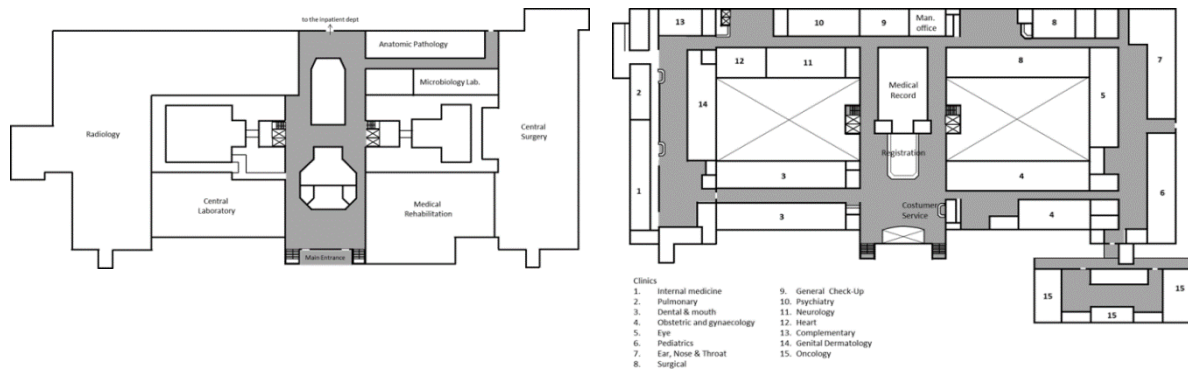 to the inpatient dept
Anatomic Pathology
Microbiology Lab.
Radiology
Central
Surgery
Central
Laboratory
Medical
Rehabilitation
Main Entrance
13
10
9
Man.
office
8
7
12
11
8
2
14
Medical
Record
5
Registration
3
4
1
6
Costumer
Service
3
4
15
15
15
Clinics
1. Internal medicine
2. Pulmonary
3. Dental & mouth
4. Obstetric and gynaecology
5. Eye
6. Pediatrics
7. Ear, Nose & Throat
8. Surgical
9. General Check-Up
10. Psychiatry
11. Neurology
12. Heart
13. Complementary
14. Genital Dermatology
15. Oncology